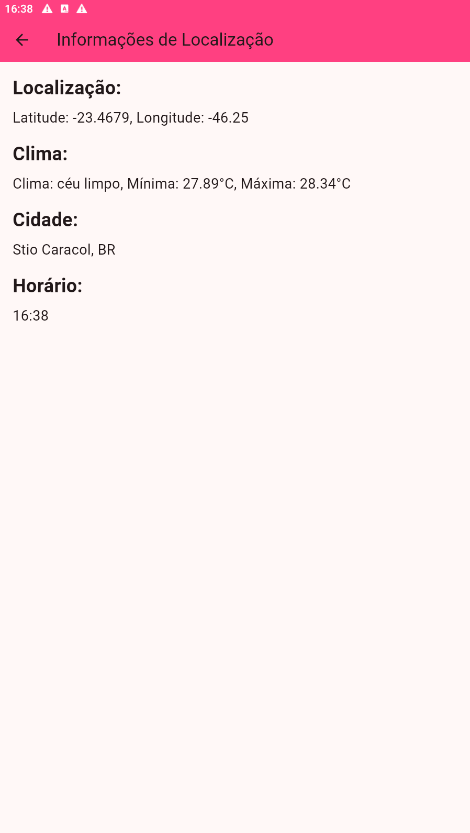 16:38
Informações de Localização
Localização:
Latitude: -23.4679, Longitude: -46.25
Clima:
Clima: céu limpo, Mínima: 27.89°C, Máxima: 28.34°C
Cidade:
Stio Caracol, BR
Horário:
16:38